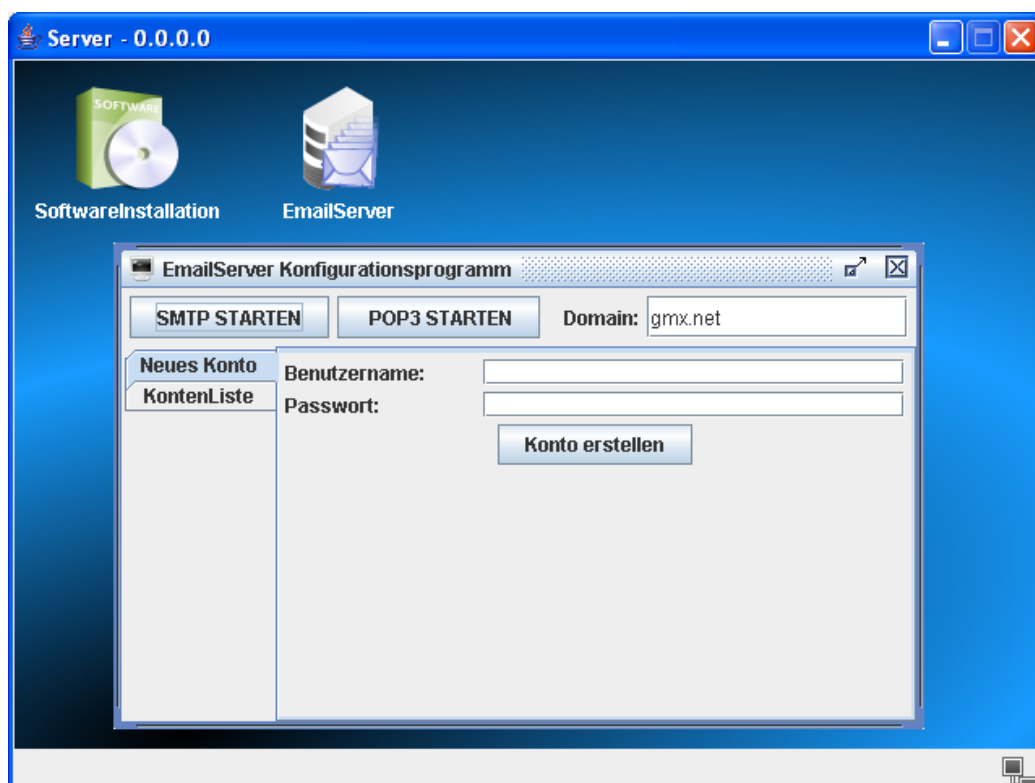 Server - 0.0.0.0
SOFTWARE
SoftwareInstallation
EmailServer
EmailServer Konfigurationsprogramm
SMTP STARTEN POP3 STARTEN Domain: gmx.net
Neues Konto
KontenListe
Benutzername:
Passwort:
Konto erstellen